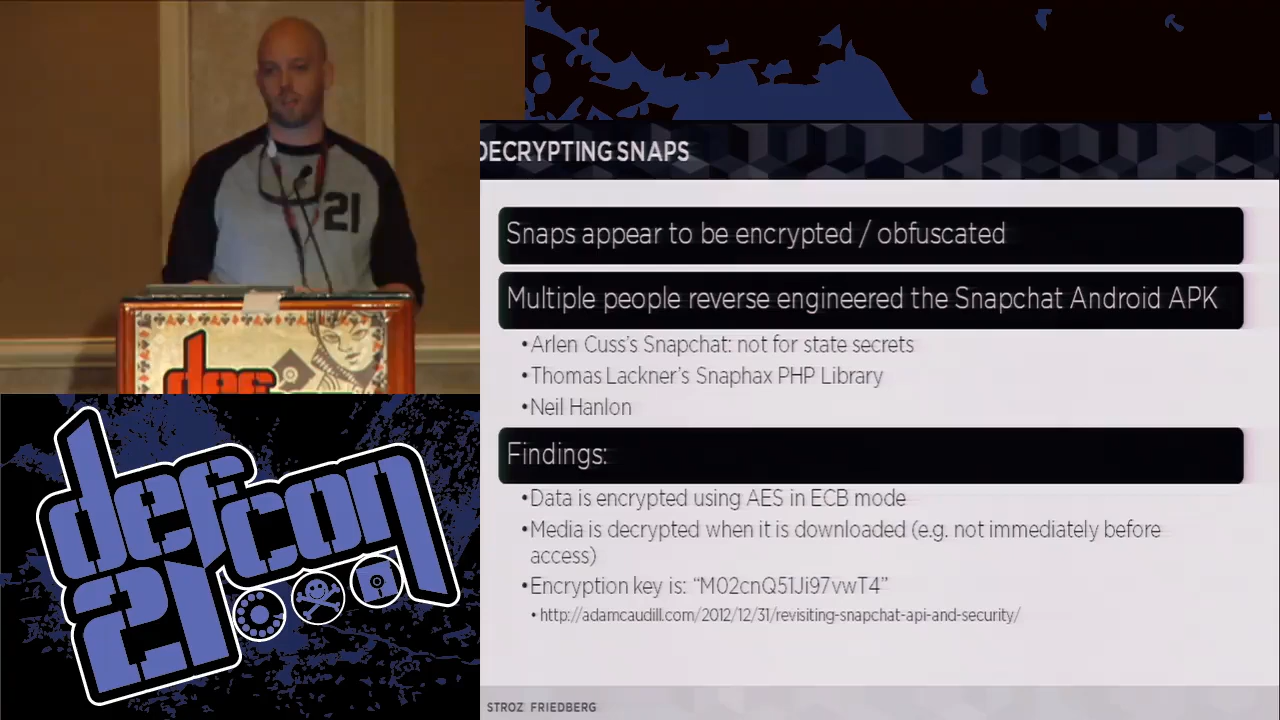 21
def
DECRYPTING SNAPS
Snaps appear to be encrypted / obfuscated
Multiple people reverse engineered the Snapchat Android APK
•Arlen Cuss's Snapchat: not for state secrets
•Thomas Lackner's Snaphax PHP Library
•Neil Hanlon
Findings:
•Data is encrypted using AES in ECB mode
•Media is decrypted when it is downloaded (e.g. not immediately before
access)
•Encryption key is: “M02cnQ51Ji97vwT4”
•http://adamcaudill.com/2012/12/31/revisiting-snapchat-api-and-security/
STROZ FRIEDBERG
defcon
21